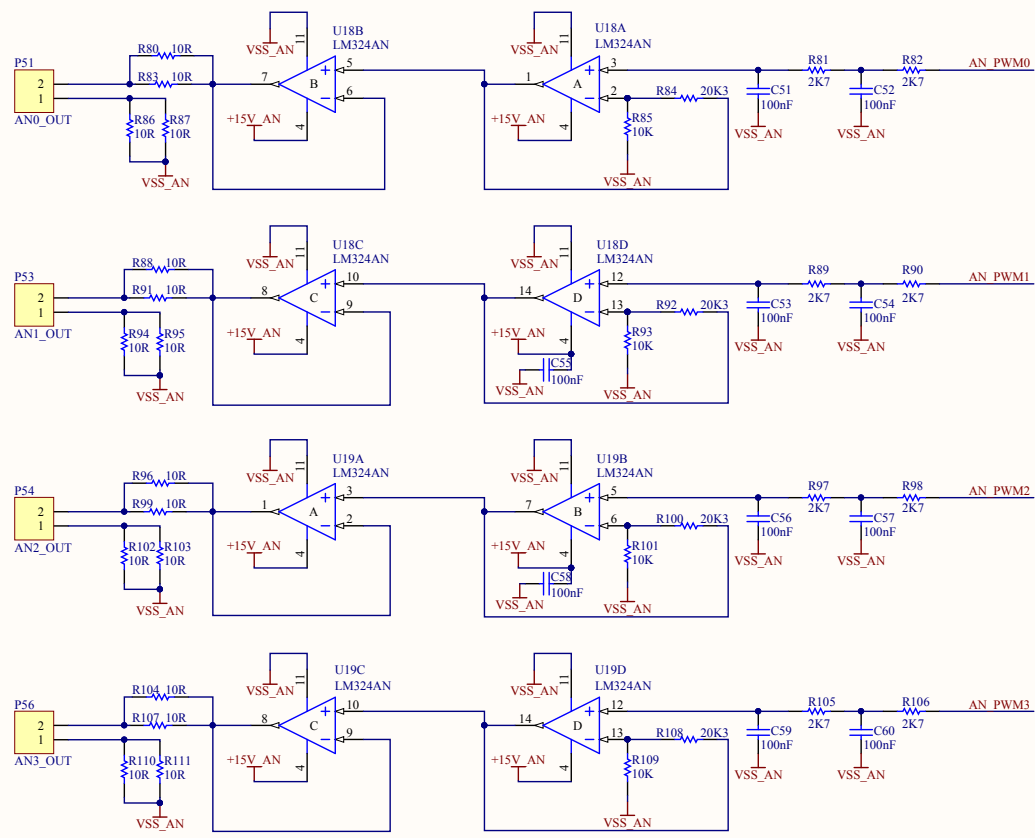 R80 10R
VSS_AN
11
U18B
LM324AN
VSS_AN
11
U18A
LM324AN
P51
2
1
AN0_OUT
R83 10R
7
B
5
6
1
A
3
2
R84 20K3
R81
2K7
R82
2K7
AN_PWM0
C51
100nF
C52
100nF
R86
10R
R87
10R
+15V_AN
4
+15V_AN
4
R85
10K
VSS_AN
VSS_AN
VSS_AN
VSS_AN
R88 10R
VSS_AN
11
U18C
LM324AN
VSS_AN
11
U18D
LM324AN
P53
2
1
AN1_OUT
R91 10R
8
C
10
9
14
D
12
13
R92 20K3
R89
2K7
R90
2K7
AN_PWM1
C53
100nF
C54
100nF
R94
10R
R95
10R
+15V_AN
4
+15V_AN
4
R93
10K
VSS_AN
VSS_AN
C55
100nF
VSS_AN
VSS_AN
VSS_AN
R96 10R
VSS_AN
11
U19A
LM324AN
VSS_AN
11
U19B
LM324AN
P54
2
1
AN2_OUT
R99 10R
1
A
3
2
7
B
5
6
R100 20K3
R97
2K7
R98
2K7
AN_PWM2
C56
100nF
C57
100nF
R102
10R
R103
10R
+15V_AN
4
+15V_AN
4
R101
10K
VSS_AN
VSS_AN
C58
100nF
VSS_AN
VSS_AN
VSS_AN
R104 10R
VSS_AN
11
U19C
LM324AN
VSS_AN
11
U19D
LM324AN
P56
2
1
AN3_OUT
R107 10R
8
C
10
9
14
D
12
13
R108 20K3
R105
2K7
R106
2K7
AN_PWM3
C59
100nF
C60
100nF
R110
10R
R111
10R
+15V_AN
4
+15V_AN
4
R109
10K
VSS_AN
VSS_AN
VSS_AN
VSS_AN